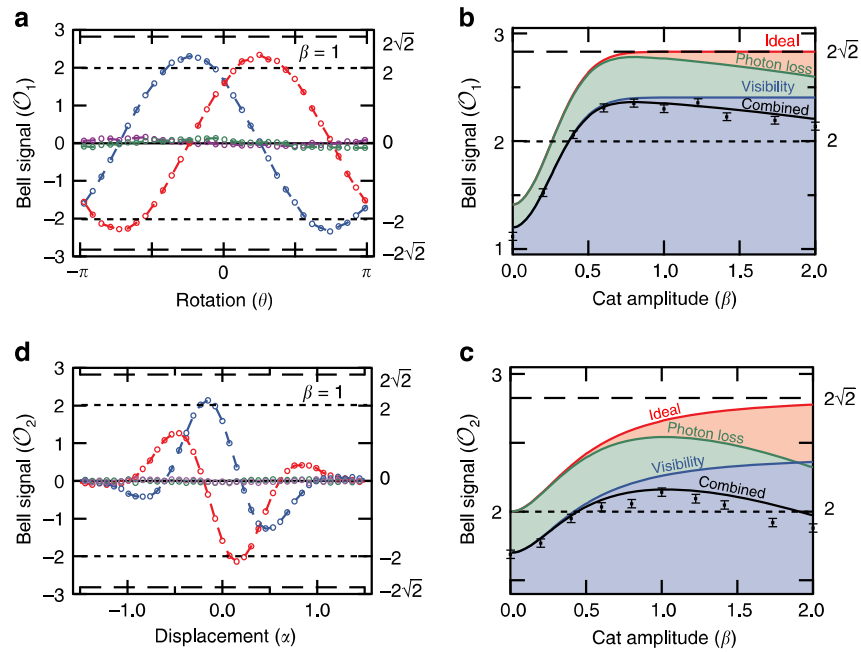 a
Bell signal (𝒪₁)
3
2
1
0
−1
−2
−3
β = 1
2√2
2
0
−2
−2√2
−π
0
π
Rotation (θ)
b
Bell signal (𝒪₁)
3
2
1
Ideal
Photon loss
Visibility
Combined
2√2
2
0.0
0.5
1.0
1.5
2.0
Cat amplitude (β)
d
Bell signal (𝒪₂)
3
2
1
0
−1
−2
−3
β = 1
2√2
2
0
−2
−2√2
−1.0
0.0
1.0
Displacement (α)
c
Bell signal (𝒪₂)
3
2
Ideal
Photon loss
Visibility
Combined
2√2
2
0.0
0.5
1.0
1.5
2.0
Cat amplitude (β)